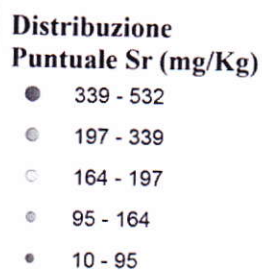 Distribuzione
Puntuale Sr (mg/Kg)
339 - 532
197 - 339
164 - 197
95 - 164
10 - 95